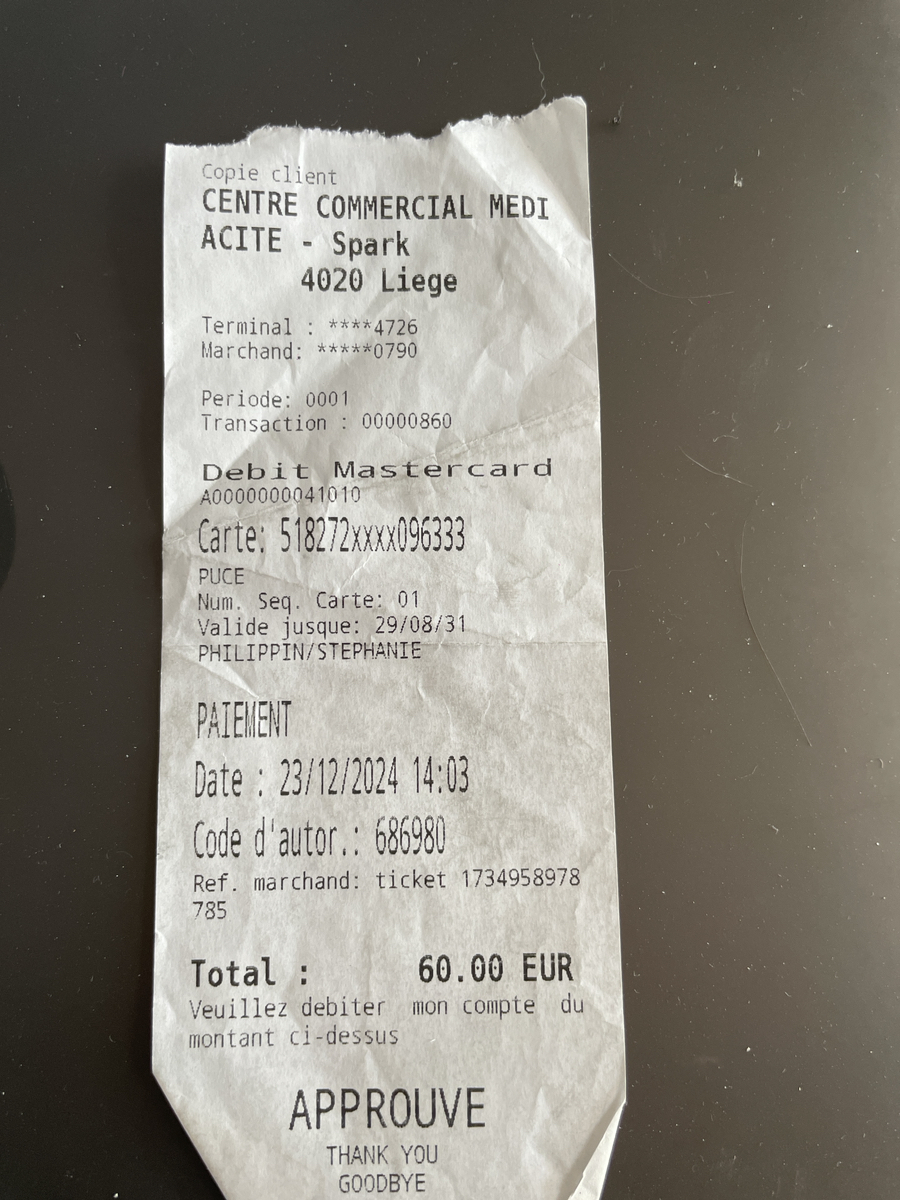 Copie client
CENTRE COMMERCIAL MEDI
ACITE - Spark
4020 Liege
Terminal : ****4726
Marchand: *****0790
Periode: 0001
Transaction : 00000860
Debit Mastercard
A0000000041010
Carte: 518272xxxx096333
PUCE
Num. Seq. Carte: 01
Valide jusque: 29/08/31
PHILIPPIN/STEPHANIE
PAIEMENT
Date : 23/12/2024 14:03
Code d'autor.: 686980
Ref. marchand: ticket 1734958978
785
Total : 60.00 EUR
Veuillez debiter mon compte du
montant ci-dessus
APPROUVE
THANK YOU
GOODBYE